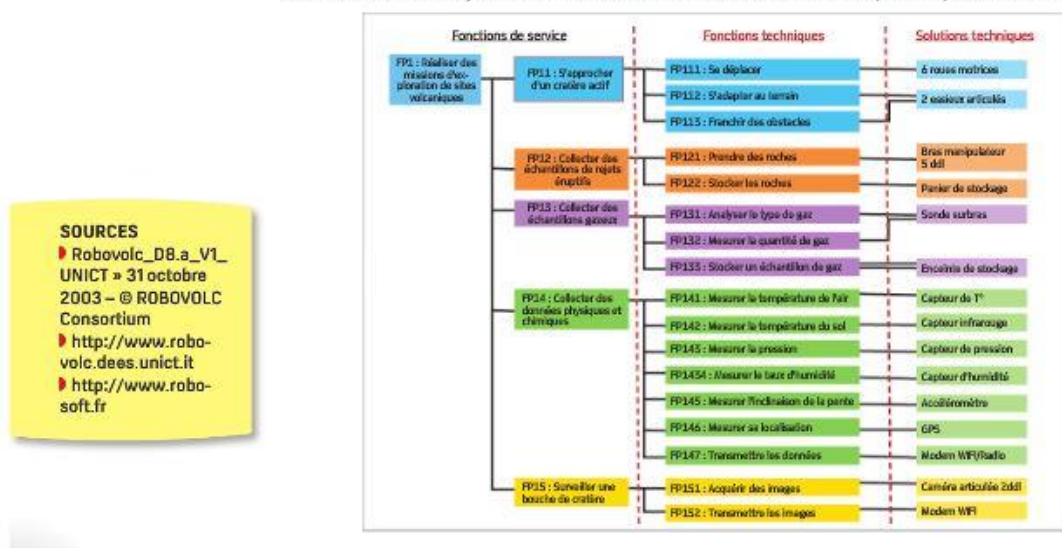 SOURCES
Robovolc_D8.a_V1_
UNICT » 31 octobre
2003 – © ROBOVOLC
Consortium
http://www.robo-
volc.dees.unict.it
http://www.robo-
soft.fr
Fonctions de service
Fonctions techniques
Solutions techniques
FP1 : Réaliser des
missions d'ex-
ploration de sites
volcaniques
FP11 : S'approcher
d'un cratère actif
FP111 : Se déplacer
6 roues motrices
FP112 : S'adapter au terrain
2 essieux articulés
FP113 : Franchir des obstacles
FP12 : Collecter des
échantillons de rejets
éruptifs
FP121 : Prendre des roches
Bras manipulateur
5 ddl
FP122 : Stocker les roches
Panier de stockage
FP13 : Collecter des
échantillons gazeux
FP131 : Analyser le type de gaz
Sonde surbras
FP132 : Mesurer la quantité de gaz
FP133 : Stocker un échantillon de gaz
Enceinte de stockage
FP14 : Collecter des
données physiques et
chimiques
FP141 : Mesurer la température de l'air
Capteur de T°
FP142 : Mesurer la température du sol
Capteur infrarouge
FP143 : Mesurer la pression
Capteur de pression
FP1434 : Mesurer le taux d'humidité
Capteur d'humidité
FP145 : Mesurer l'inclinaison de la pente
Accéléromètre
FP146 : Mesurer sa localisation
GPS
FP147 : Transmettre les données
Modem WIFI/Radio
FP15 : Surveiller une
bouche de cratère
FP151 : Acquérir des images
Caméra articulée 2ddl
FP152 : Transmettre les images
Modem WIFI